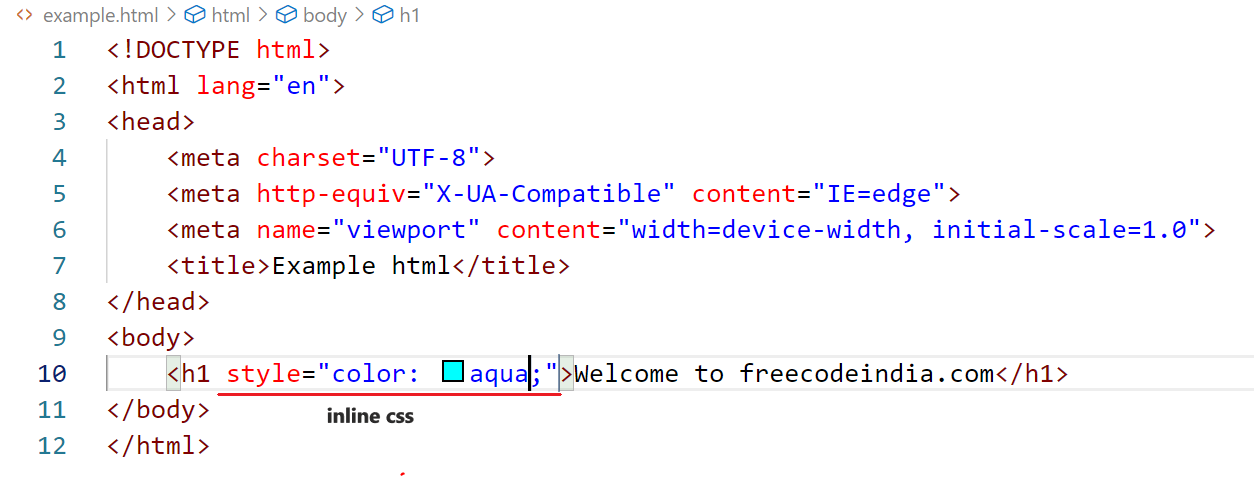 example.html > html > body > h1
1 <!DOCTYPE html>
2 <html lang="en">
3 <head>
4     <meta charset="UTF-8">
5     <meta http-equiv="X-UA-Compatible" content="IE=edge">
6     <meta name="viewport" content="width=device-width, initial-scale=1.0">
7     <title>Example html</title>
8 </head>
9 <body>
10     <h1 style="color: aqua;">Welcome to freecodeindia.com</h1>
11 </body>
inline css
12 </html>